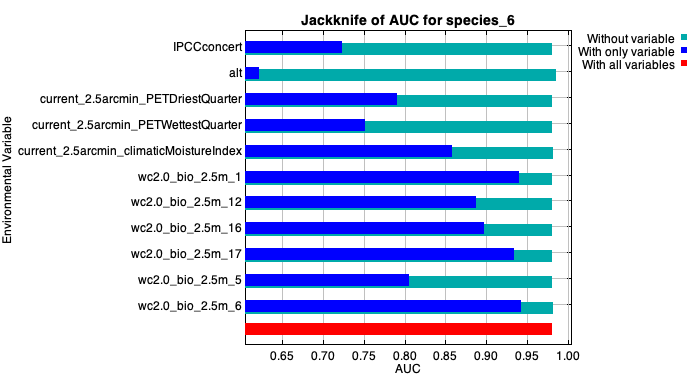 Jackknife of AUC for species_6
Without variable
With only variable
With all variables
Environmental Variable
IPCCconcert
alt
current_2.5arcmin_PETDriestQuarter
current_2.5arcmin_PETWettestQuarter
current_2.5arcmin_climaticMoistureIndex
wc2.0_bio_2.5m_1
wc2.0_bio_2.5m_12
wc2.0_bio_2.5m_16
wc2.0_bio_2.5m_17
wc2.0_bio_2.5m_5
wc2.0_bio_2.5m_6
0.65 0.70 0.75 0.80 0.85 0.90 0.95 1.00
AUC